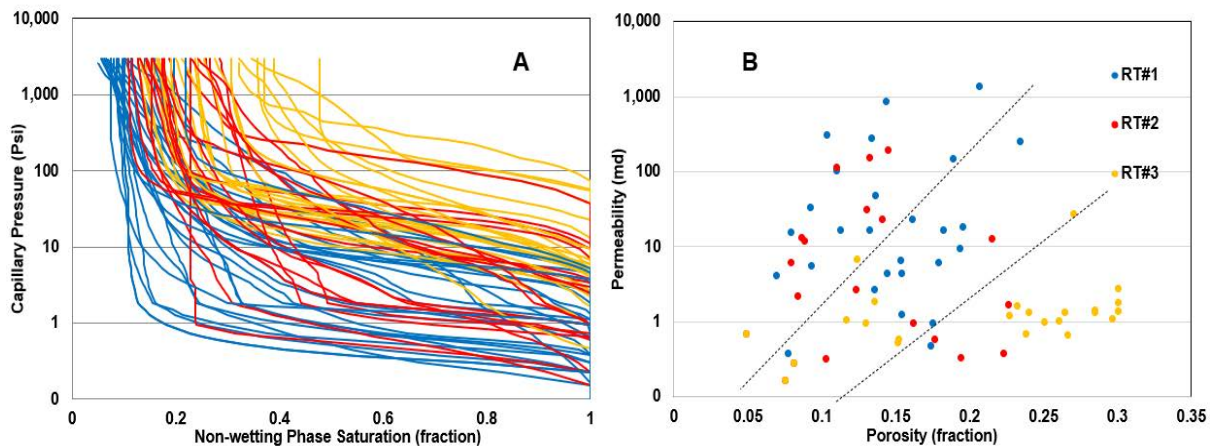 A
Capillary Pressure (Psi)
10,000
1,000
100
10
1
0
0
0.2
0.4
0.6
0.8
1
Non-wetting Phase Saturation (fraction)
B
Permeability (md)
10,000
1,000
100
10
1
0
0
0.05
0.1
0.15
0.2
0.25
0.3
0.35
Porosity (fraction)
RT#1
RT#2
RT#3